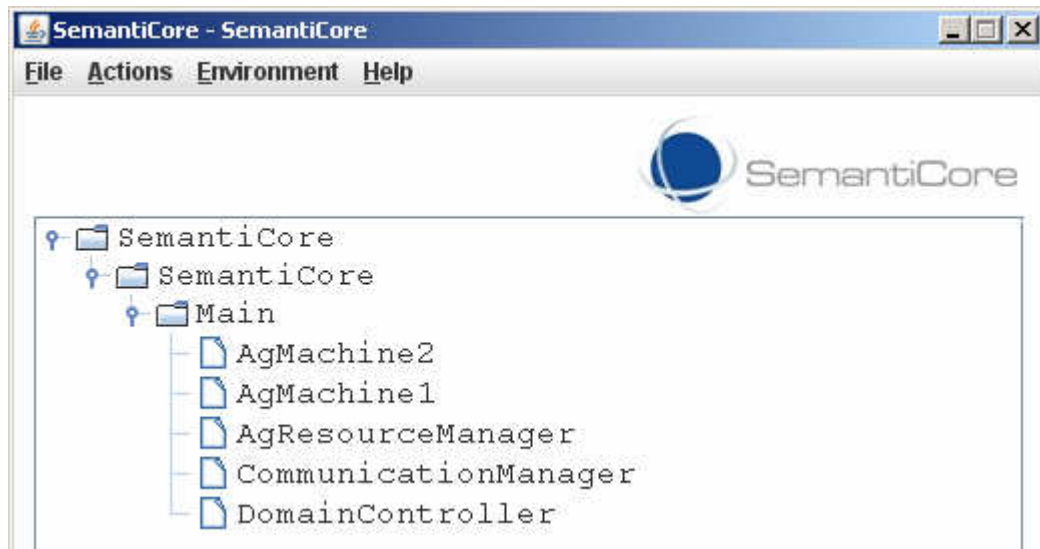 SemantiCore - SemantiCore
File Actions Environment Help
SemantiCore
SemantiCore
SemantiCore
Main
AgMachine2
AgMachine1
AgResourceManager
CommunicationManager
DomainController